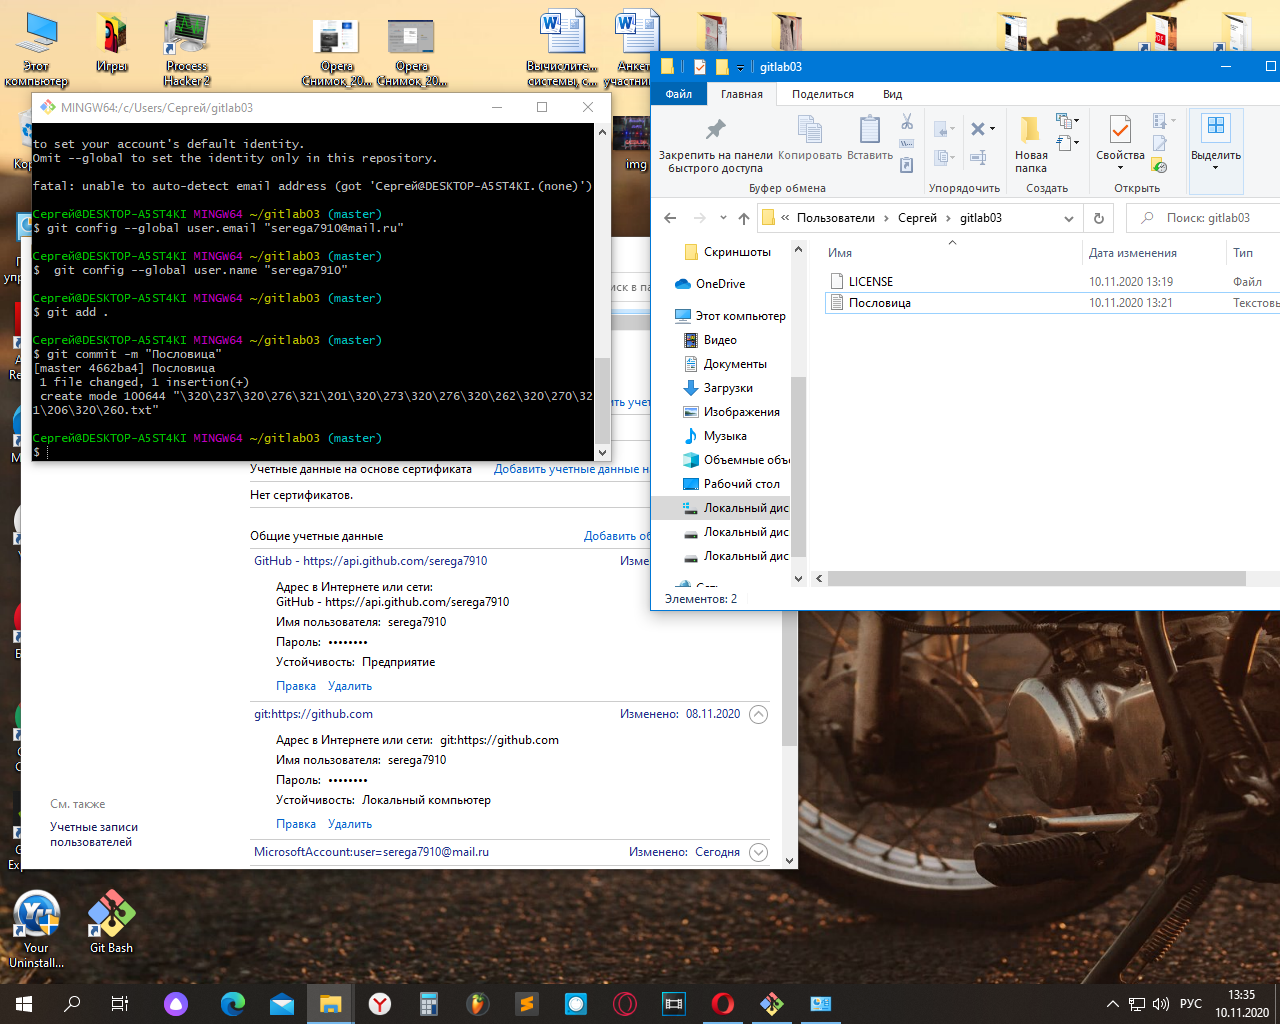 Этот
компьютер
Игры
Process
Hacker 2
Opera
Снимок_20...
Opera
Снимок_20...
Вычислите...
системы, с...
Анкет
участник
img
MINGW64:/c/Users/Сергей/gitlab03
to set your account's default identity.
Omit --global to set the identity only in this repository.
fatal: unable to auto-detect email address (got 'Сергей@DESKTOP-A5ST4KI.(none)')
Сергей@DESKTOP-A5ST4KI MINGW64 ~/gitlab03 (master)
$ git config --global user.email "serega7910@mail.ru"
Сергей@DESKTOP-A5ST4KI MINGW64 ~/gitlab03 (master)
$  git config --global user.name "serega7910"
Сергей@DESKTOP-A5ST4KI MINGW64 ~/gitlab03 (master)
$ git add .
Сергей@DESKTOP-A5ST4KI MINGW64 ~/gitlab03 (master)
$ git commit -m "Пословица"
[master 4662ba4] Пословица
1 file changed, 1 insertion(+)
create mode 100644 "\320\237\320\276\321\201\320\273\320\276\320\262\320\270\32
1\206\320\260.txt"
Сергей@DESKTOP-A5ST4KI MINGW64 ~/gitlab03 (master)
$
gitlab03
Файл Главная Поделиться Вид
Закрепить на панели
быстрого доступа
Копировать
Вставить
Новая
папка
Свойства
Выделить
Буфер обмена
Упорядочить
Создать
Открыть
« Пользователи > Сергей > gitlab03
Поиск: gitlab03
Имя Дата изменения Тип
LICENSE 10.11.2020 13:19 Файл
Пословица 10.11.2020 13:21 Текстовь
Скриншоты
OneDrive
Этот компьютер
Видео
Документы
Загрузки
Изображения
Музыка
Объемные объ
Рабочий стол
Локальный дис
Локальный дис
Локальный дис
Сеть
Элементов: 2
Учетные данные на основе сертификата Добавить учетные данные н
Нет сертификатов.
Общие учетные данные Добавить об
GitHub - https://api.github.com/serega7910 Изме
Адрес в Интернете или сети:
GitHub - https://api.github.com/serega7910
Имя пользователя: serega7910
Пароль: ••••••••
Устойчивость: Предприятие
Правка Удалить
git:https://github.com Изменено: 08.11.2020
Адрес в Интернете или сети: git:https://github.com
Имя пользователя: serega7910
Пароль: ••••••••
Устойчивость: Локальный компьютер
Правка Удалить
MicrosoftAccount:user=serega7910@mail.ru Изменено: Сегодня
См. также
Учетные записи
пользователей
Your
Uninstall...
Git Bash
РУС
13:35
10.11.2020